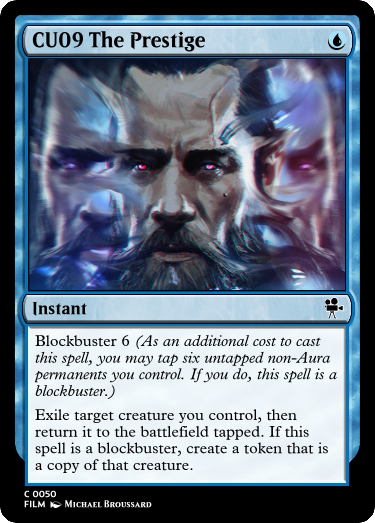 CU09 The Prestige
Instant
Blockbuster 6 (As an additional cost to cast
this spell, you may tap six untapped non-Aura
permanents you control. If you do, this spell is a
blockbuster.)
Exile target creature you control, then
return it to the battlefield tapped. If this
spell is a blockbuster, create a token that is
a copy of that creature.
C 0050
FILM Michael Broussard